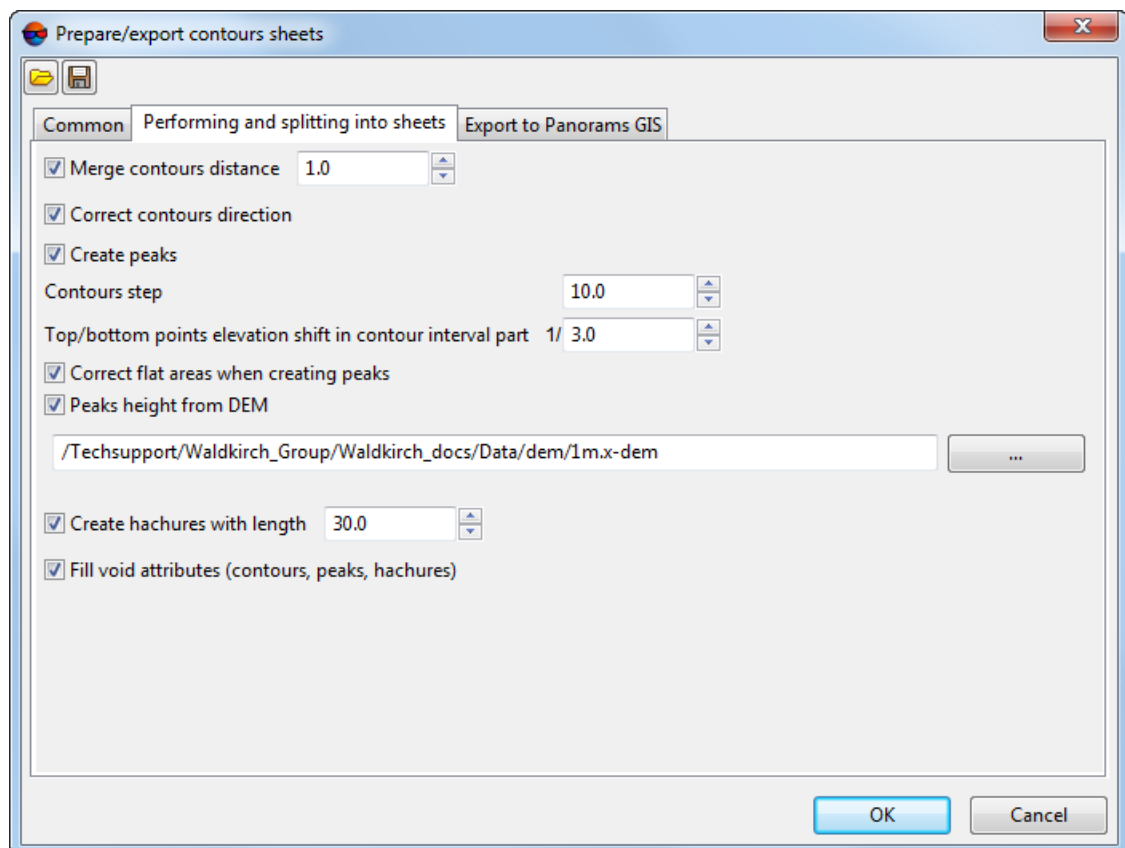 Prepare/export contours sheets
Common Performing and splitting into sheets Export to Panorams GIS
Merge contours distance 1.0
Correct contours direction
Create peaks
Contours step 10.0
Top/bottom points elevation shift in contour interval part 1/ 3.0
Correct flat areas when creating peaks
Peaks height from DEM
/Techsupport/Waldkirch_Group/Waldkirch_docs/Data/dem/1m.x-dem ...
Create hachures with length 30.0
Fill void attributes (contours, peaks, hachures)
OK Cancel